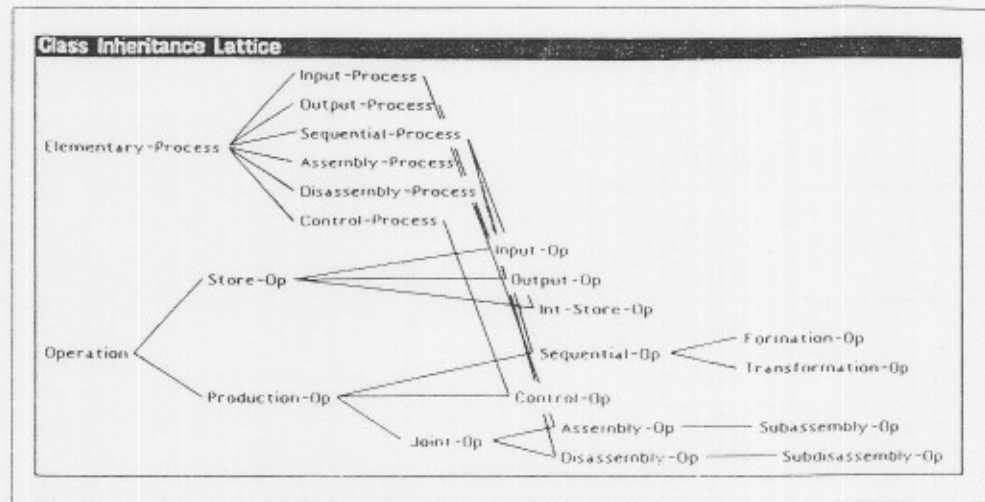 Class Inheritance Lattice
Input-Process
Output-Process
Sequential-Process
Elementary-Process
Assembly-Process
Disassembly-Process
Control-Process
Input-Op
Store-Op
Output-Op
Int-Store-Op
Formation-Op
Operation
Sequential-Op
Transformation-Op
Production-Op
Control-Op
Joint-Op
Assembly-Op
Subassembly-Op
Disassembly-Op
Subdisassembly-Op